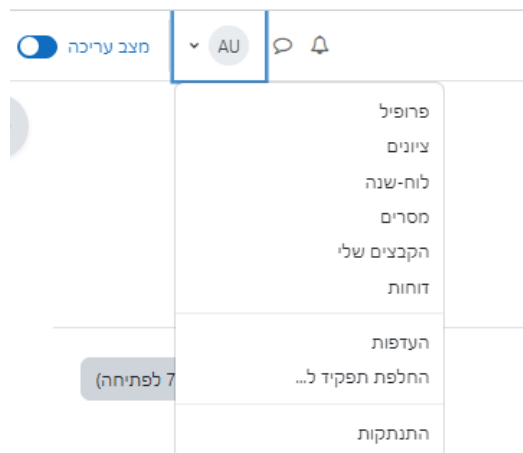 AU מצב עריכה
פרופיל
ציונים
לוח-שנה
מסרים
הקבצים שלי
דוחות
העדפות
החלפת תפקיד ל...
7 לפתיחה)
התנתקות